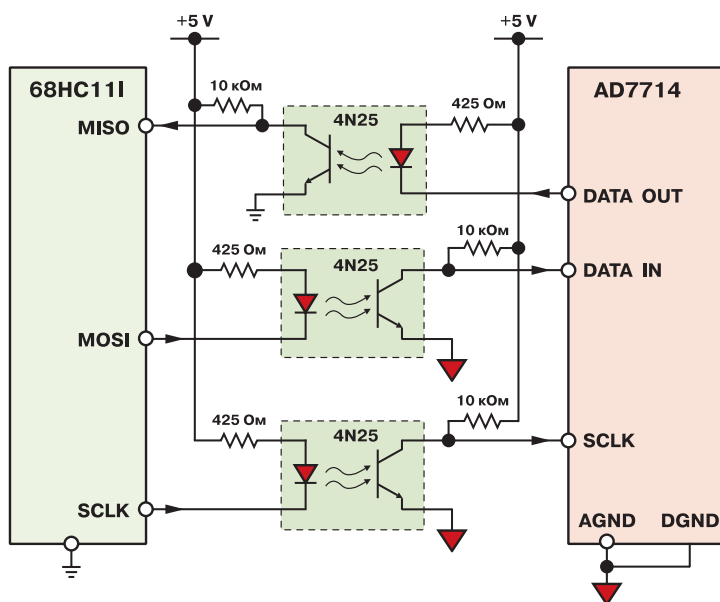 +5 V
+5 V
68HC11I
10 кОм
4N25
425 Ом
AD7714
MISO
DATA OUT
10 кОм
425 Ом
4N25
DATA IN
MOSI
10 кОм
425 Ом
4N25
SCLK
SCLK
AGND
DGND